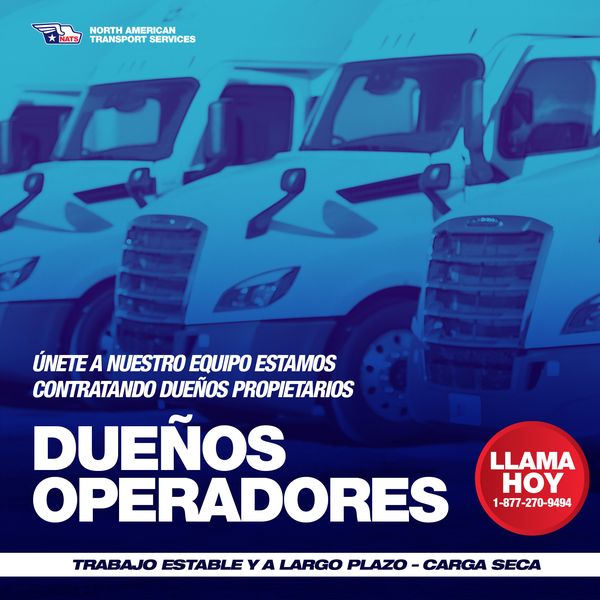 NATS
NORTH AMERICAN
TRANSPORT SERVICES
ÚNETE A NUESTRO EQUIPO ESTAMOS
CONTRATANDO DUEÑOS PROPIETARIOS
DUEÑOS
OPERADORES
LLAMA
HOY
1-877-270-9494
TRABAJO ESTABLE Y A LARGO PLAZO - CARGA SECA